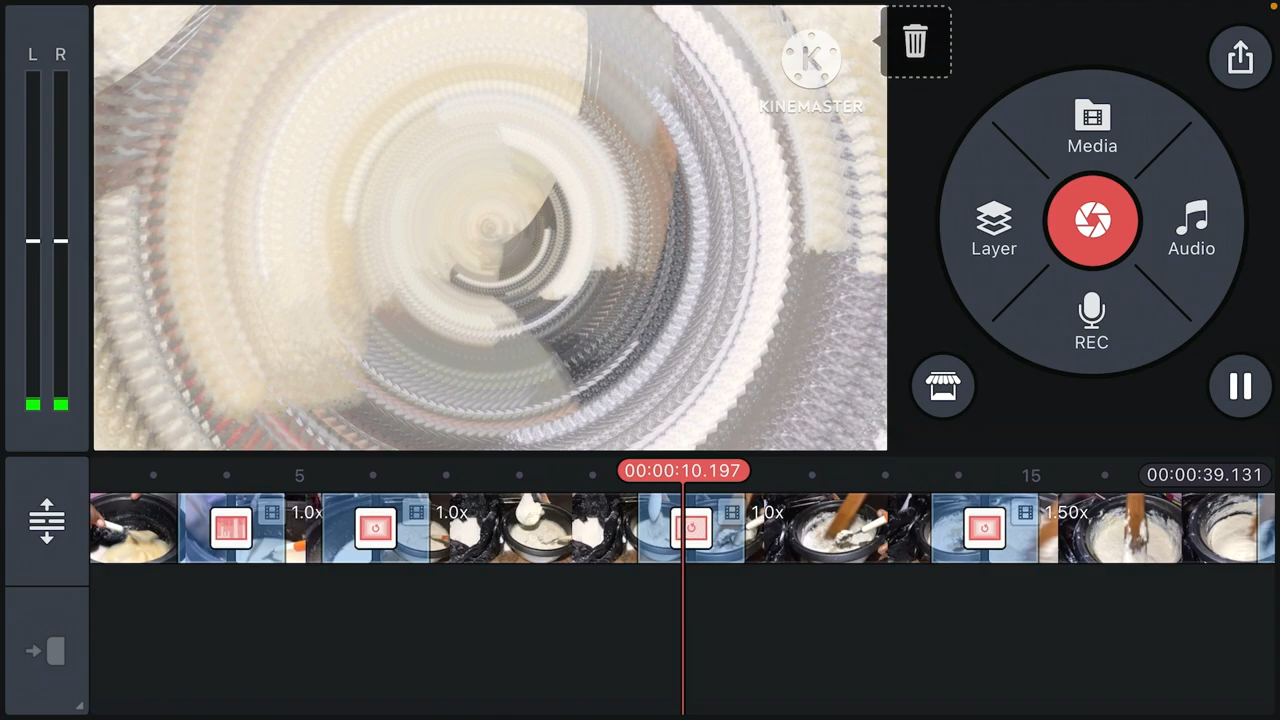 L R
K
KINEMASTER
Media
Layer
Audio
REC
5
00:00:10.197
15
00:00:39.131
1.0x
1.0x
1.0x
1.50x